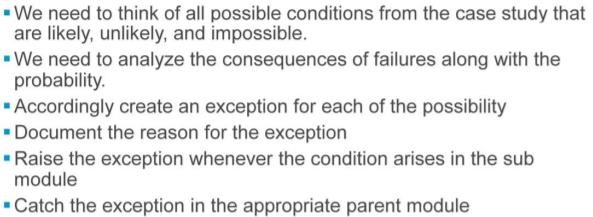 ▪ We need to think of all possible conditions from the case study that
are likely, unlikely, and impossible.
▪ We need to analyze the consequences of failures along with the
probability.
▪ Accordingly create an exception for each of the possibility
▪ Document the reason for the exception
▪ Raise the exception whenever the condition arises in the sub
module
▪ Catch the exception in the appropriate parent module